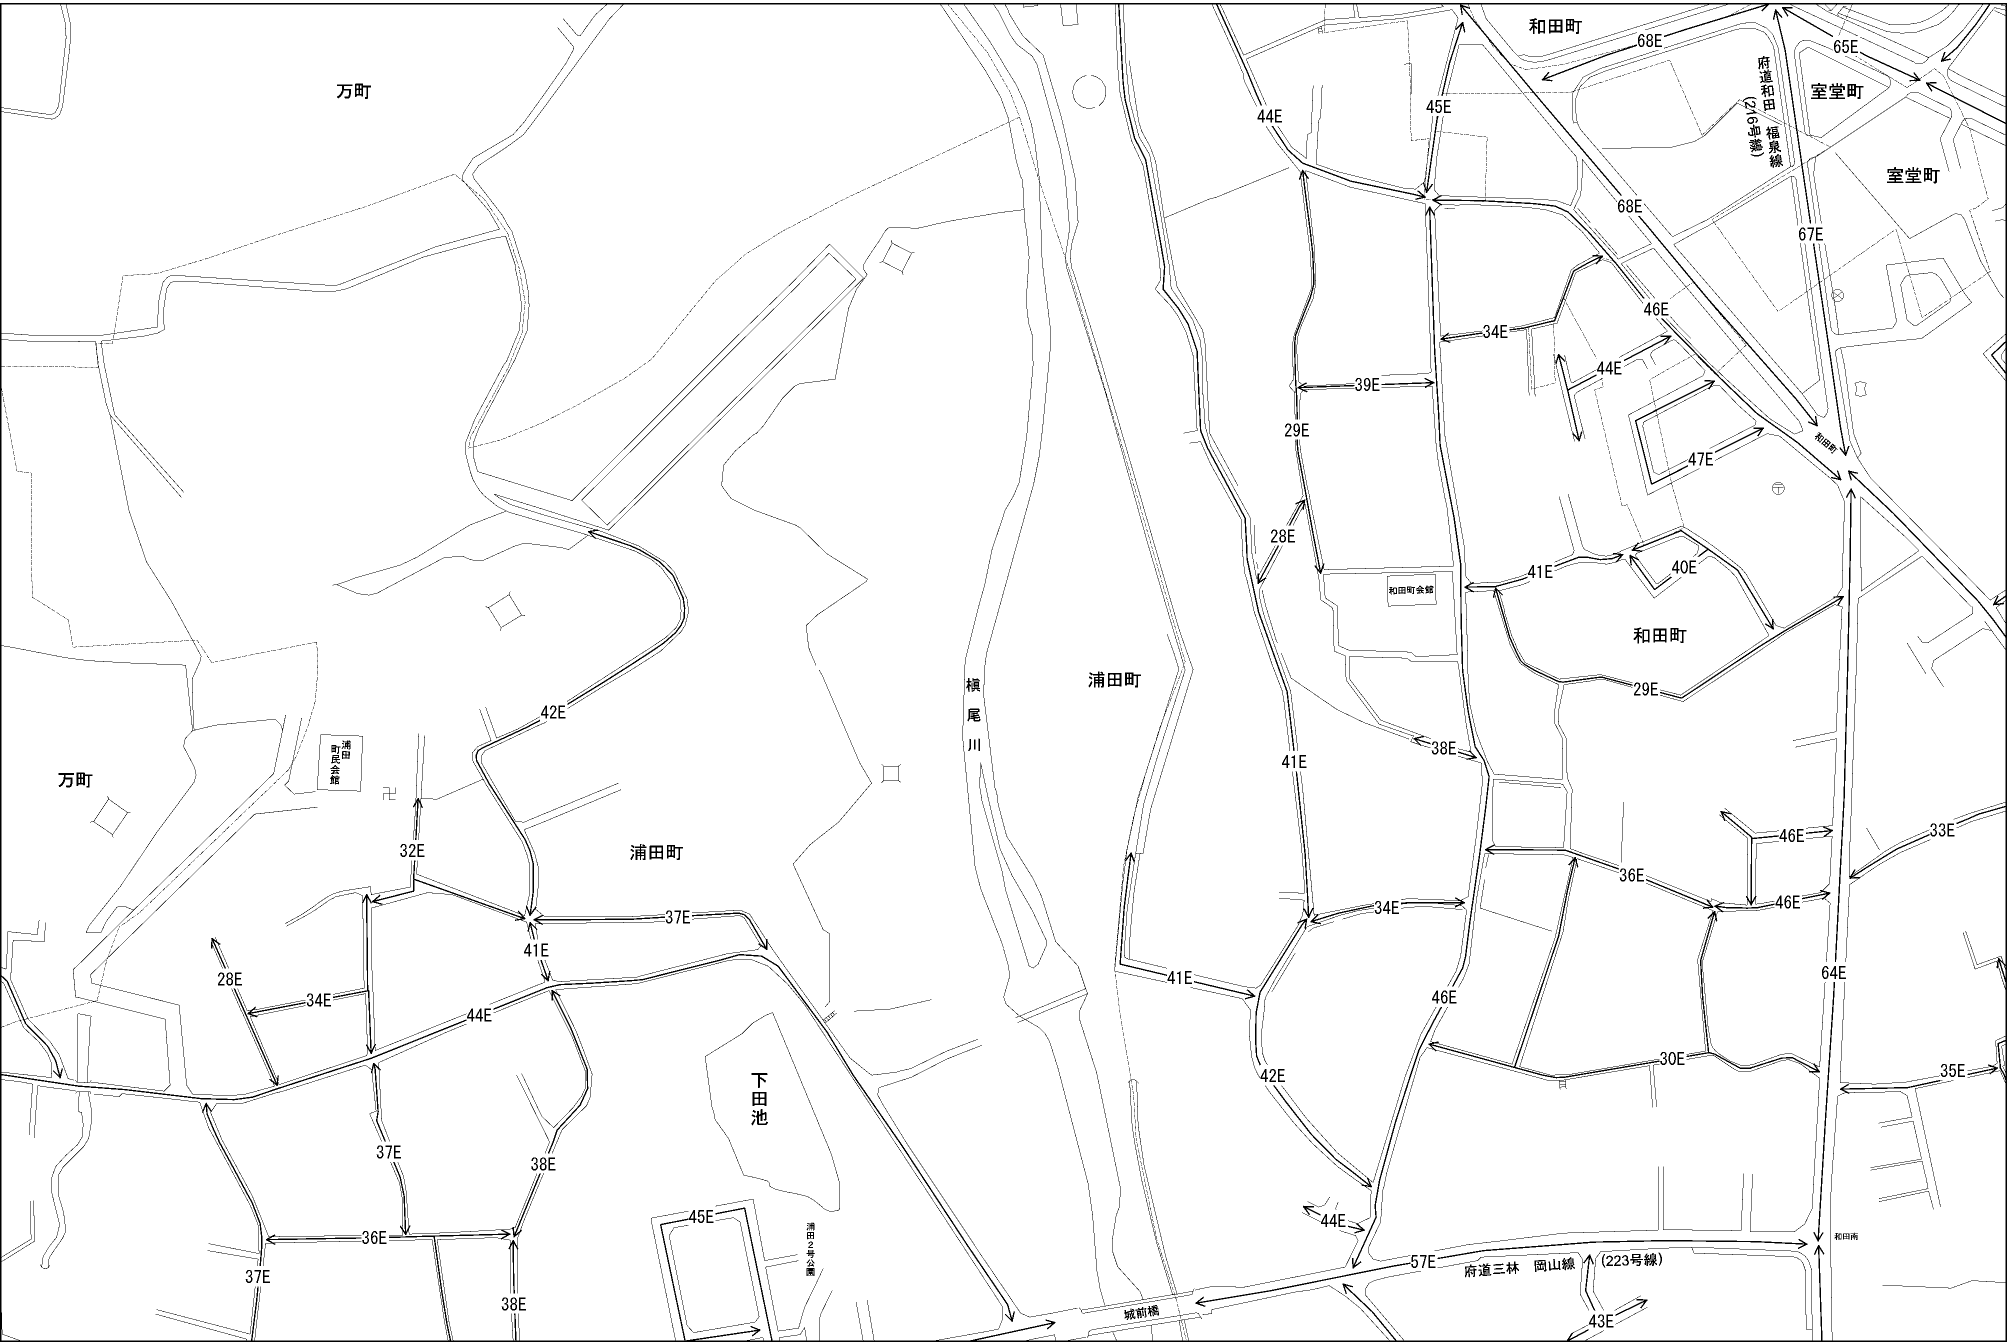 和田町
68E
65E
万町
府道和田 福泉線
(216号線)
室堂町
44E
45E
室堂町
68E
67E
46E
34E
44E
39E
29E
和田町
47E
28E
41E
40E
和田町会館
和田町
浦田町
槇尾川
29E
42E
浦田
町民会館
38E
41E
万町
33E
46E
32E
浦田町
36E
46E
34E
37E
41E
28E
41E
64E
34E
46E
44E
30E
42E
35E
下田池
37E
38E
45E
44E
36E
浦田2号公園
和田南
57E
府道三林 岡山線 (223号線)
37E
38E
城前橋
43E